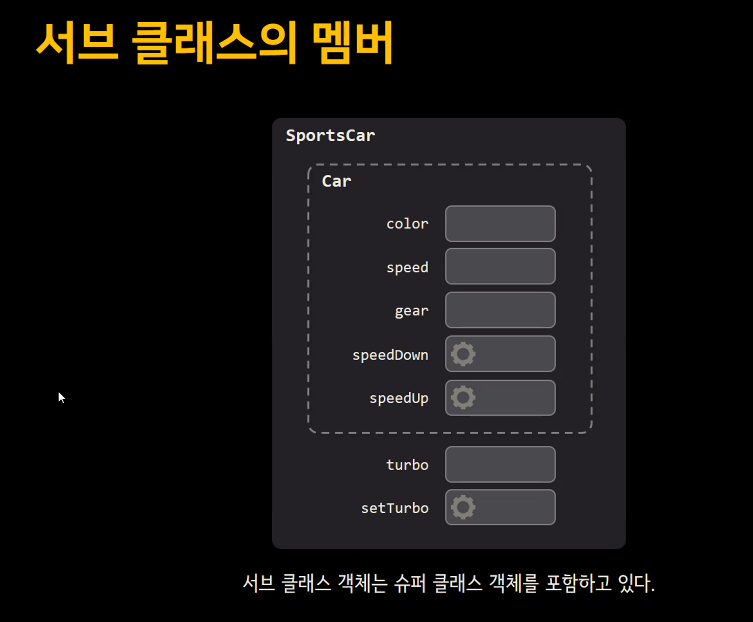 서브 클래스의 멤버
SportsCar
Car
color
speed
gear
speedDown
speedUp
turbo
setTurbo
서브 클래스 객체는 슈퍼 클래스 객체를 포함하고 있다.